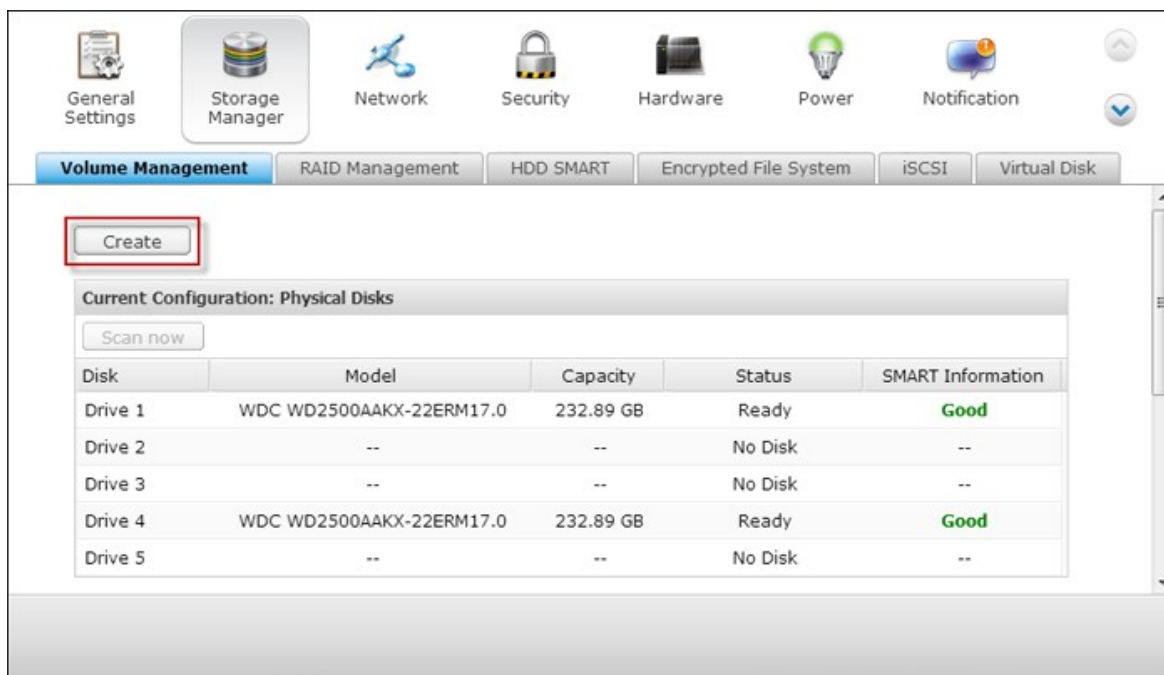 General Settings
Storage Manager
Network
Security
Hardware
Power
1
Notification
Volume Management RAID Management HDD SMART Encrypted File System iSCSI Virtual Disk
Create
Current Configuration: Physical Disks
Scan now
Disk Model Capacity Status SMART Information
Drive 1 WDC WD2500AAKX-22ERM17.0 232.89 GB Ready Good
Drive 2 -- -- No Disk --
Drive 3 -- -- No Disk --
Drive 4 WDC WD2500AAKX-22ERM17.0 232.89 GB Ready Good
Drive 5 -- -- No Disk --